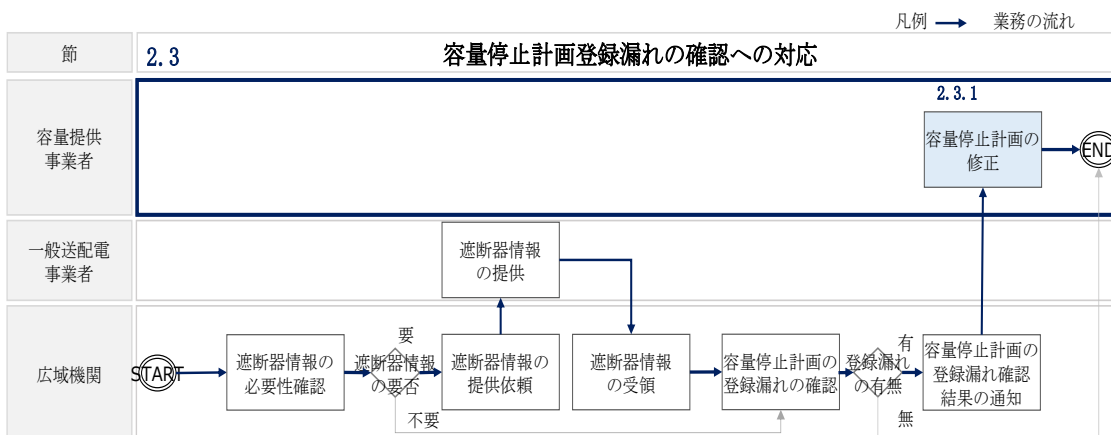 凡例 業務の流れ
節
2.3 容量停止計画登録漏れの確認への対応
容量提供
事業者
2.3.1
容量停止計画の
修正
END
一般送配電
事業者
遮断器情報
の提供
広域機関
START
遮断器情報の
必要性確認
遮断器情報
の要否
要
不要
遮断器情報の
提供依頼
遮断器情報
の受領
容量停止計画の
登録漏れの確認
登録漏れ
の有無
有
無
容量停止計画の
登録漏れ確認
結果の通知